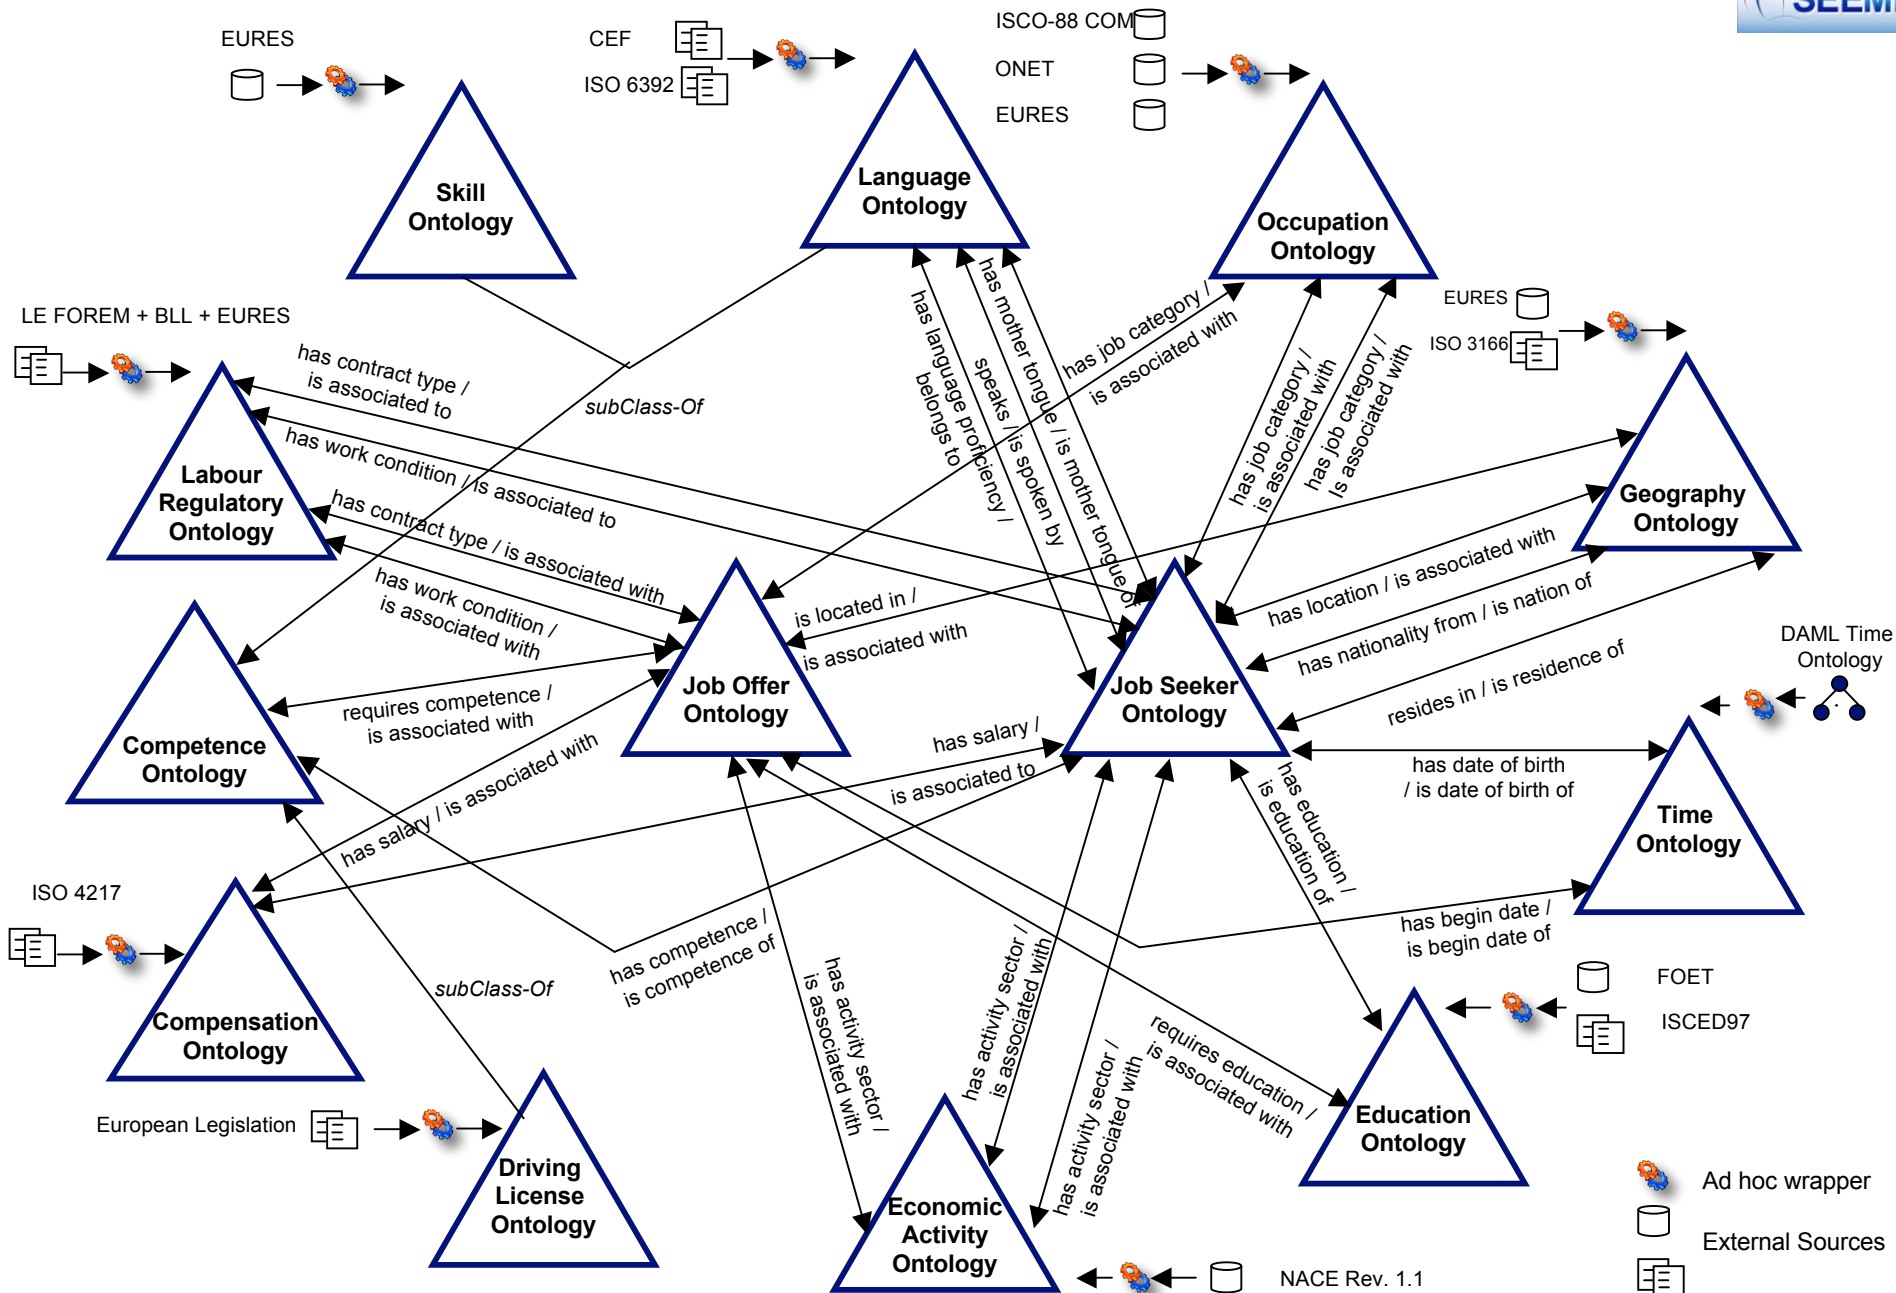 SEEM
EURES
CEF
ISO 6392
ISCO-88 COM
ONET
EURES
Skill
Ontology
Language
Ontology
Occupation
Ontology
EURES
ISO 3166
LE FOREM + BLL + EURES
has contract type /
is associated to
subClass-Of
has work condition / is associated to
has contract type / is associated with
has work condition /
is associated with
has language proficiency /
belongs to
speaks / is spoken by
has mother tongue / is mother tongue of
has job category /
is associated with
has job category /
is associated with
has job category /
Is associated with
Labour
Regulatory
Ontology
Geography
Ontology
is located in /
is associated with
has location / is associated with
has nationality from / is nation of
resides in / is residence of
DAML Time
Ontology
Competence
Ontology
requires competence /
is associated with
Job Offer
Ontology
Job Seeker
Ontology
has salary / is associated with
has salary /
is associated to
has date of birth
/ is date of birth of
Time
Ontology
has education /
is education of
has begin date /
is begin date of
ISO 4217
Compensation
Ontology
subClass-Of
has competence /
is competence of
has activity sector /
is associated with
has activity sector /
is associated with
has activity sector /
is associated with
requires education /
is associated with
FOET
ISCED97
Education
Ontology
European Legislation
Driving
License
Ontology
Economic
Activity
Ontology
NACE Rev. 1.1
Ad hoc wrapper
External Sources